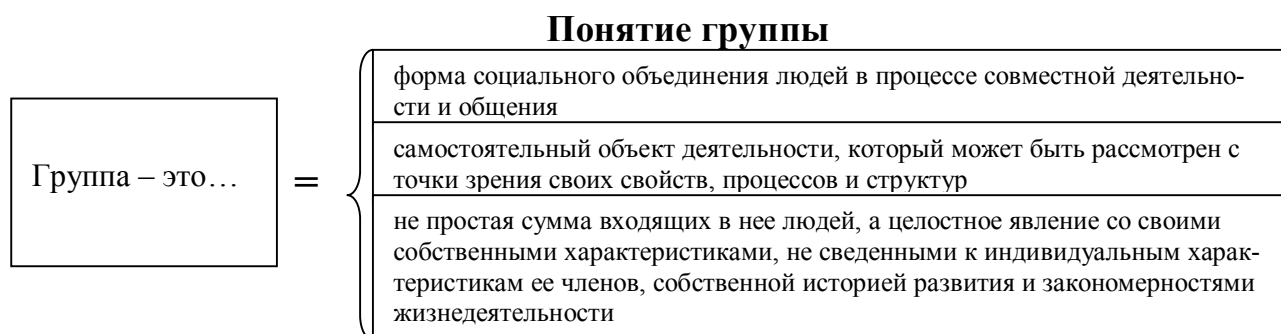 Понятие группы
Группа – это…
=
форма социального объединения людей в процессе совместной деятельно-
сти и общения
самостоятельный объект деятельности, который может быть рассмотрен с
точки зрения своих свойств, процессов и структур
не простая сумма входящих в нее людей, а целостное явление со своими
собственными характеристиками, не сведенными к индивидуальным харак-
теристикам ее членов, собственной историей развития и закономерностями
жизнедеятельности